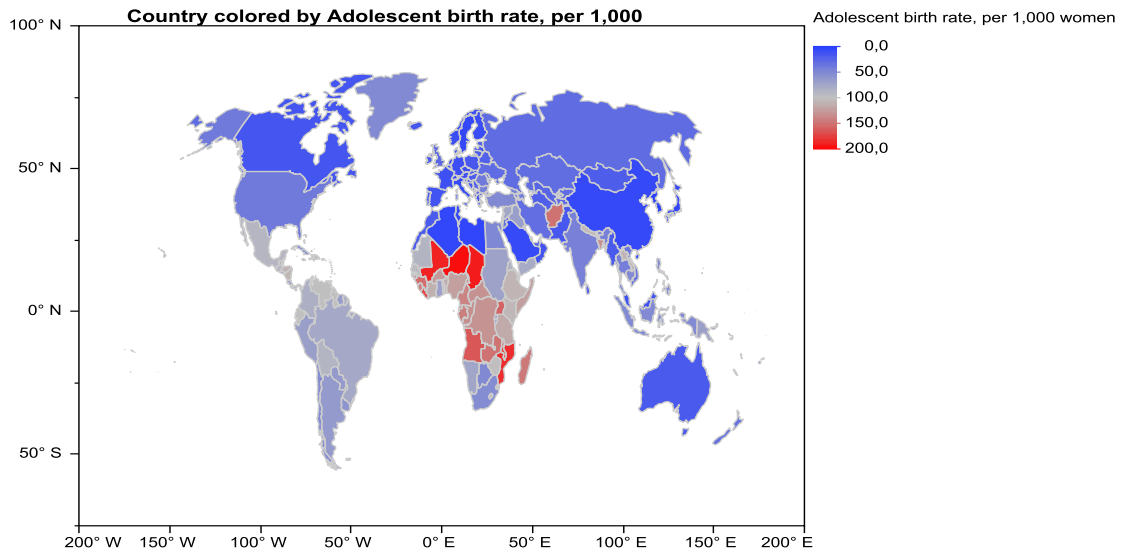 Country colored by Adolescent birth rate, per 1,000
Adolescent birth rate, per 1,000 women
0,0
50,0
100,0
150,0
200,0
100° N
50° N
0° N
50° S
200° W 150° W 100° W 50° W 0° E 50° E 100° E 150° E 200° E